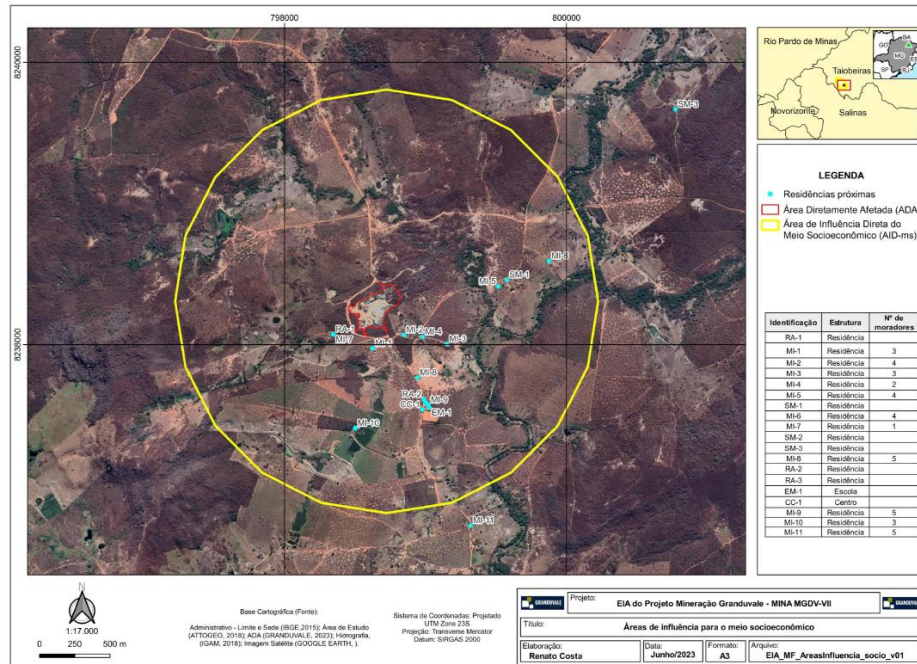 798000
800000
8240000
8238000
SM-3
MI-6
SM-1
MI-5
RA-1
MI-7
MI-1
MI-2
MI-4
MI-3
MI-8
RA-2
MI-9
CC-1
EM-1
MI-10
MI-11
Rio Pardo de Minas
Taiobeiras
Novorizonte
Salinas
BA
GO
MG
ES
SP
RJ
LEGENDA
Residências próximas
Área Diretamente Afetada (ADA)
Área de Influência Direta do
Meio Socioeconômico (AID-ms)
Identificação Estrutura Nº de moradores
RA-1 Residência
MI-1 Residência 3
MI-2 Residência 4
MI-3 Residência 3
MI-4 Residência 2
MI-5 Residência 4
SM-1 Residência
MI-6 Residência 4
MI-7 Residência 1
SM-2 Residência
SM-3 Residência
MI-8 Residência 5
RA-2 Residência
RA-3 Residência
EM-1 Escola
CC-1 Centro
MI-9 Residência 5
MI-10 Residência 3
MI-11 Residência 5
N
1:17.000
0 250 500 m
Base Cartográfica (Fonte):
Administrativo - Limite e Sede (IBGE,2015); Área de Estudo
(ATTOGEO, 2018); ADA (GRANDUVALE, 2023); Hidrografia,
(IGAM, 2018); Imagem Satélite (GOOGLE EARTH, ).
Sistema de Coordenadas: Projetado
UTM Zone 23S
Projeção: Transverse Mercator
Datum: SIRGAS 2000
GRANDUVALE
Projeto:
EIA do Projeto Mineração Granduvale - MINA MGDV-VII
GRANDUVALE
Título:
Áreas de influência para o meio socioeconômico
Elaboração:
Renato Costa
Data:
Junho/2023
Formato:
A3
Arquivo:
EIA_MF_AreasInfluencia_socio_v01